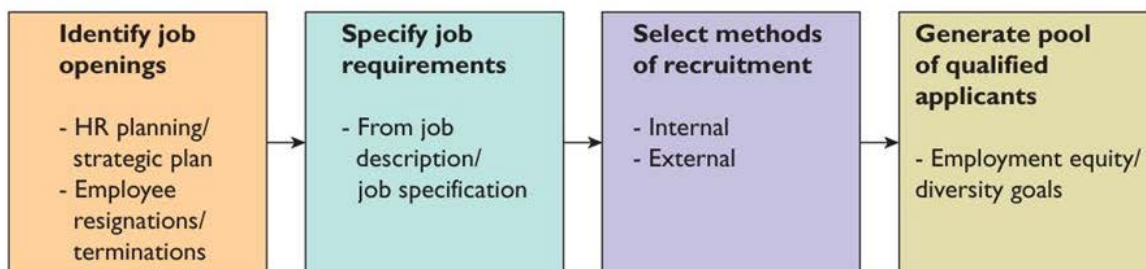 Identify job
openings
- HR planning/
strategic plan
- Employee
resignations/
terminations
Specify job
requirements
- From job
description/
job specification
Select methods
of recruitment
- Internal
- External
Generate pool
of qualified
applicants
- Employment equity/
diversity goals